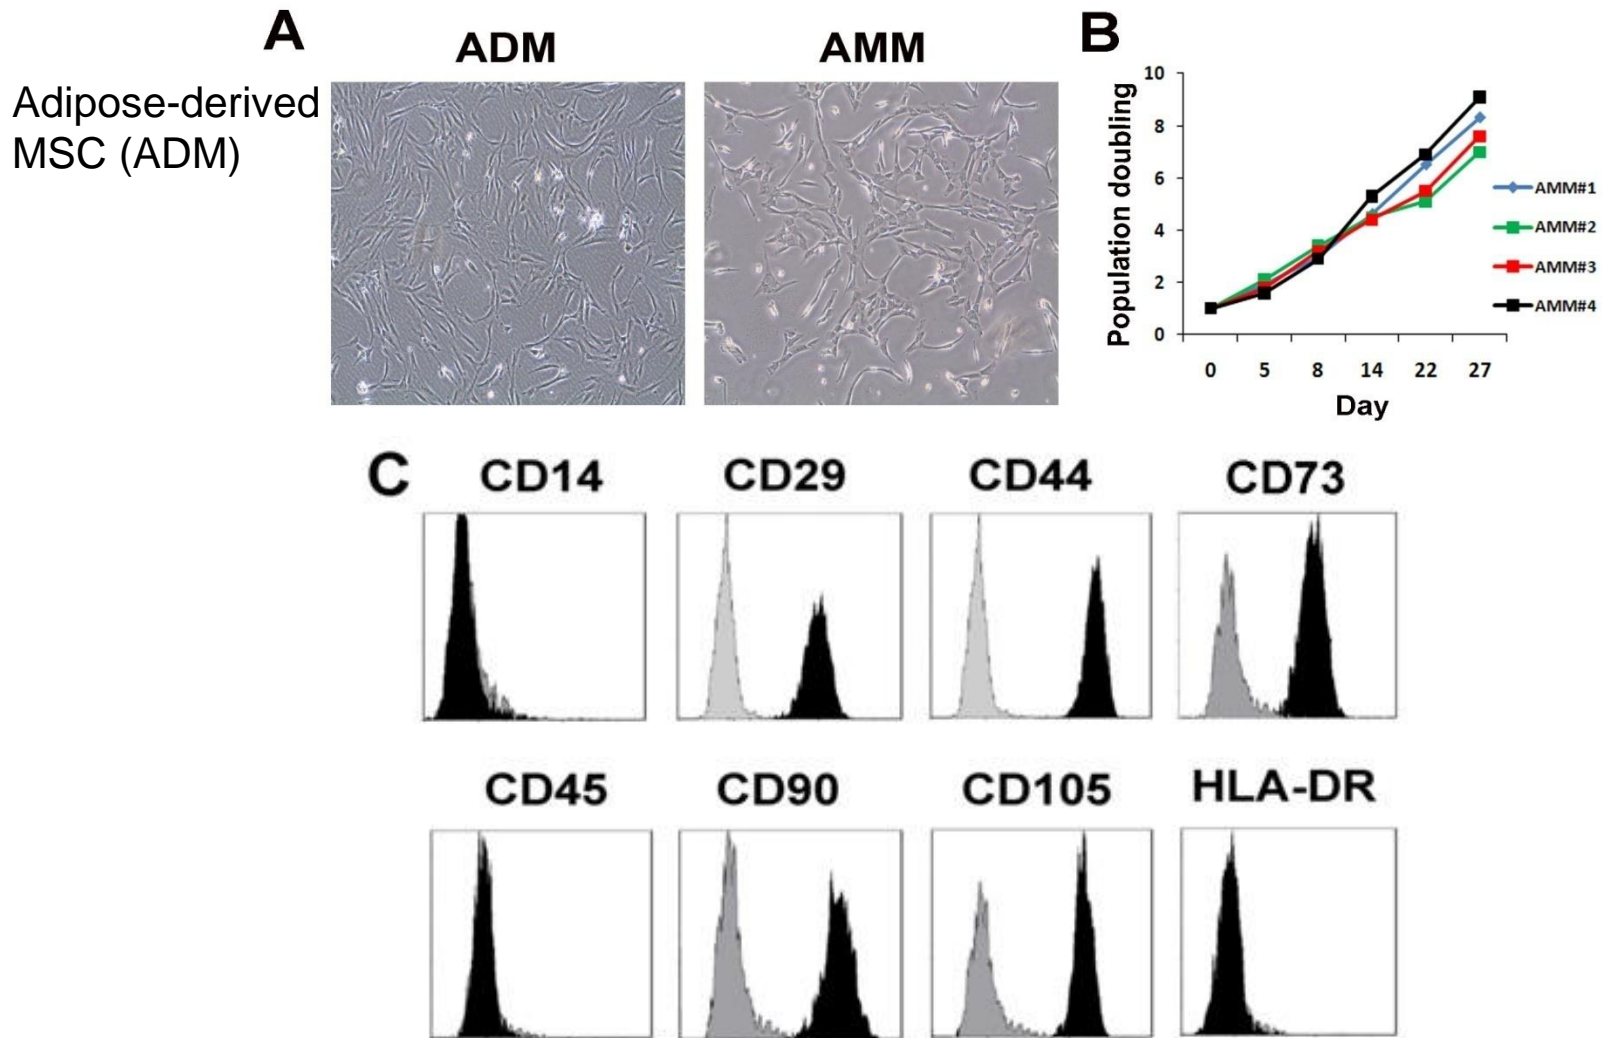 A
ADM
AMM
Adipose-derived
MSC (ADM)
B
Population doubling
10
8
6
4
2
0
0 5 8 14 22 27
Day
AMM#1
AMM#2
AMM#3
AMM#4
C
CD14 CD29 CD44 CD73
CD45 CD90 CD105 HLA-DR